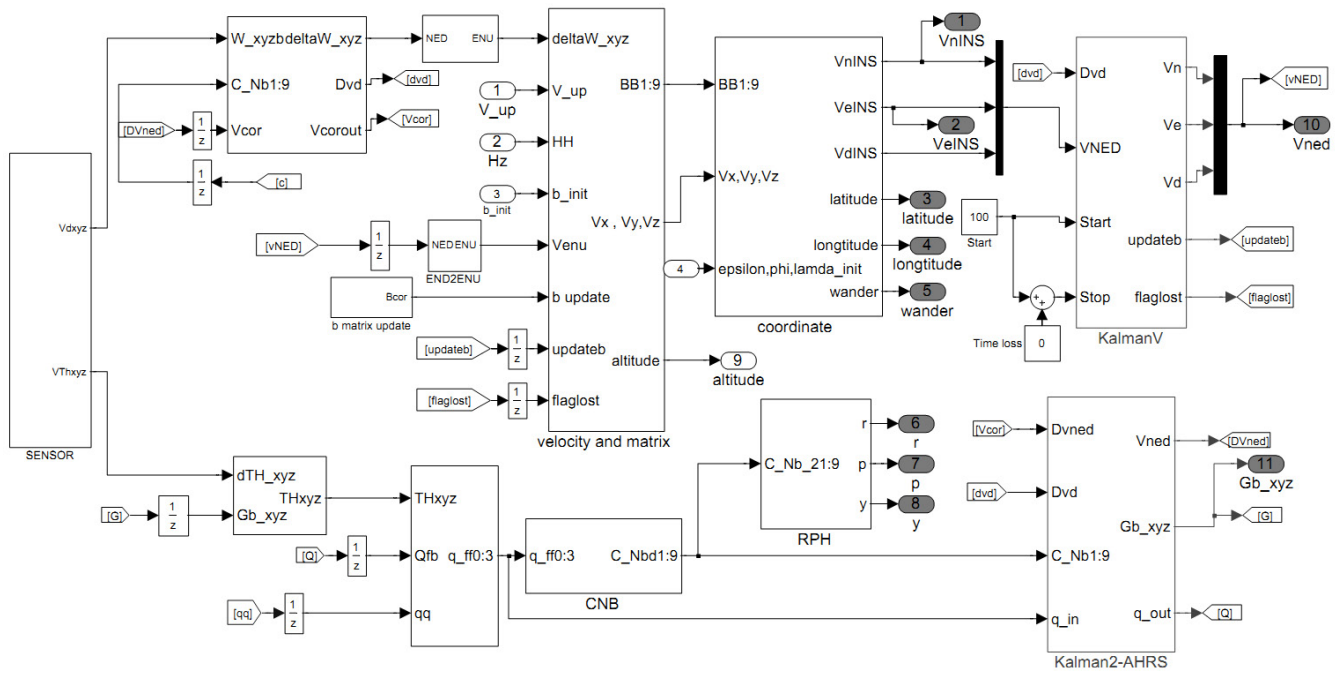 SENSOR
Vdxyz
VThxyz
W_xyzb
deltaW_xyz
C_Nb1:9
Dvd
Vcor
Vcorout
[DVned]
1
z
[c]
1
z
[dvd]
[Vcor]
NED
ENU
1
V_up
2
Hz
3
b_init
[vNED]
1
z
NED
ENU
END2ENU
Bcor
b matrix update
[updateb]
1
z
[flaglost]
1
z
deltaW_xyz
V_up
HH
b_init
Venu
b update
updateb
flaglost
BB1:9
Vx , Vy,Vz
altitude
velocity and matrix
9
altitude
4
BB1:9
Vx,Vy,Vz
epsilon,phi,lamda_init
VnINS
VeINS
VdINS
latitude
longtitude
wander
coordinate
1
VnINS
2
VeINS
3
latitude
4
longtitude
5
wander
[dvd]
100
Start
Time loss
0
+
+
Dvd
VNED
Start
Stop
Vn
Ve
Vd
updateb
flaglost
KalmanV
[vNED]
10
Vned
[updateb]
[flaglost]
[G]
1
z
dTH_xyz
THxyz
Gb_xyz
[Q]
1
z
[qq]
1
z
THxyz
Qfb
q_ff0:3
qq
q_ff0:3
C_Nbd1:9
CNB
C_Nb_21:9
r
p
y
RPH
6
r
7
p
8
y
[Vcor]
[dvd]
Dvned
Dvd
C_Nb1:9
q_in
Vned
Gb_xyz
q_out
Kalman2-AHRS
[DVned]
11
Gb_xyz
[G]
[Q]